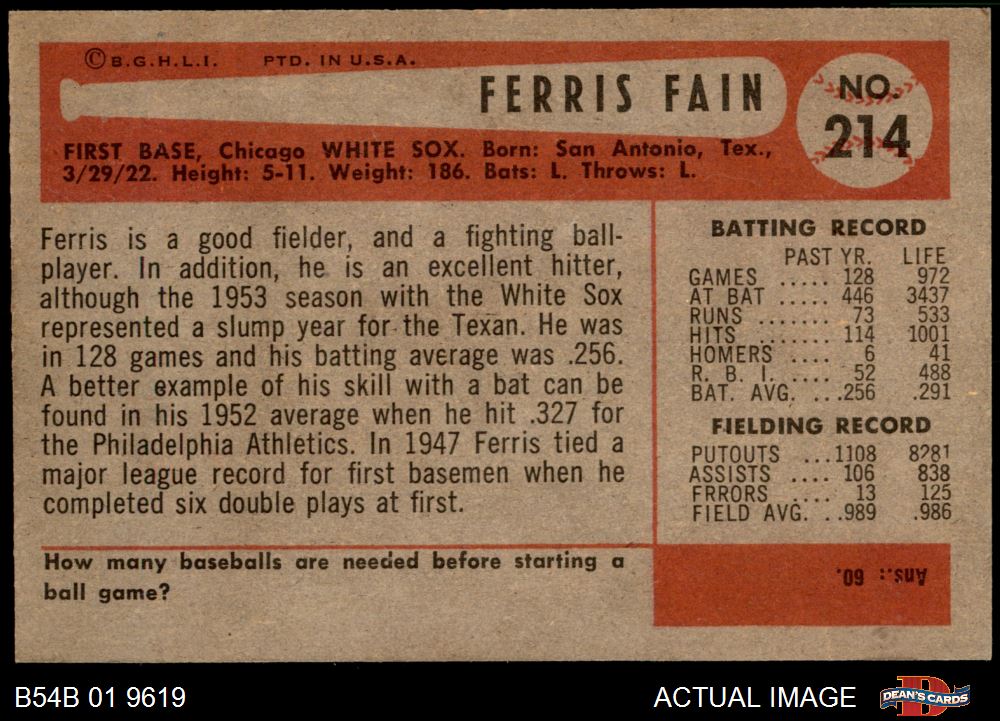 ©B.G.H.L.I. PTD. IN U.S.A.
FERRIS FAIN
NO.
214
FIRST BASE, Chicago WHITE SOX. Born: San Antonio, Tex.,
3/29/22. Height: 5-11. Weight: 186. Bats: L. Throws: L.
Ferris is a good fielder, and a fighting ball-
player. In addition, he is an excellent hitter,
although the 1953 season with the White Sox
represented a slump year for the Texan. He was
in 128 games and his batting average was .256.
A better example of his skill with a bat can be
found in his 1952 average when he hit .327 for
the Philadelphia Athletics. In 1947 Ferris tied a
major league record for first basemen when he
completed six double plays at first.
BATTING RECORD
PAST YR. LIFE
GAMES ..... 128 972
AT BAT ..... 446 3437
RUNS ....... 73 533
HITS ....... 114 1001
HOMERS .... 6 41
R. B. I. .... 52 488
BAT. AVG. ...256 .291
FIELDING RECORD
PUTOUTS ...1108 8281
ASSISTS .... 106 838
FRRORS .... 13 125
FIELD AVG. . .989 .986
How many baseballs are needed before starting a
ball game?
Ans.: 60.
B54B 01 9619
ACTUAL IMAGE
DEAN'S CARDS